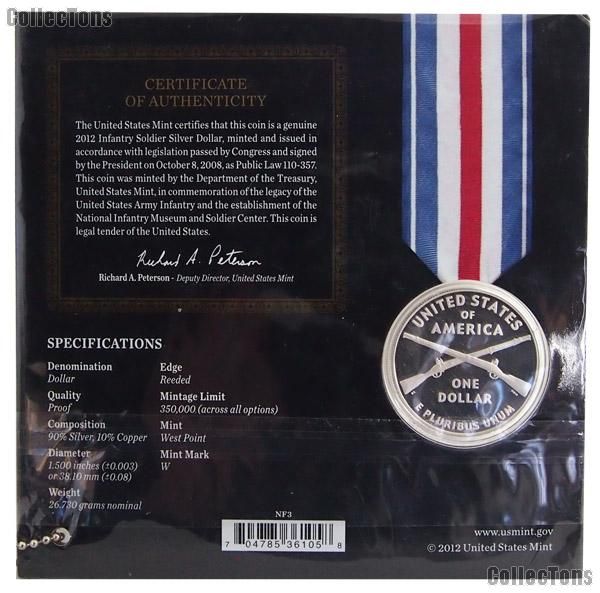 CollecTons
CERTIFICATE
OF AUTHENTICITY
The United States Mint certifies that this coin is a genuine
2012 Infantry Soldier Silver Dollar, minted and issued in
accordance with legislation passed by Congress and signed
by the President on October 8, 2008, as Public Law 110-357.
This coin was minted by the Department of the Treasury,
United States Mint, in commemoration of the legacy of the
United States Army Infantry and the establishment of the
National Infantry Museum and Soldier Center. This coin is
legal tender of the United States.
Richard A. Peterson
Richard A. Peterson - Deputy Director, United States Mint
UNITED STATES
OF
AMERICA
ONE
DOLLAR
E PLURIBUS UNUM
SPECIFICATIONS
Denomination
Dollar
Quality
Proof
Composition
90% Silver, 10% Copper
Diameter
1.500 inches (±0.003)
or 38.10 mm (±0.08)
Weight
26.730 grams nominal
Edge
Reeded
Mintage Limit
350,000 (across all options)
Mint
West Point
Mint Mark
W
NF3
7 04785 36105 8
www.usmint.gov
© 2012 United States Mint
CollecTons